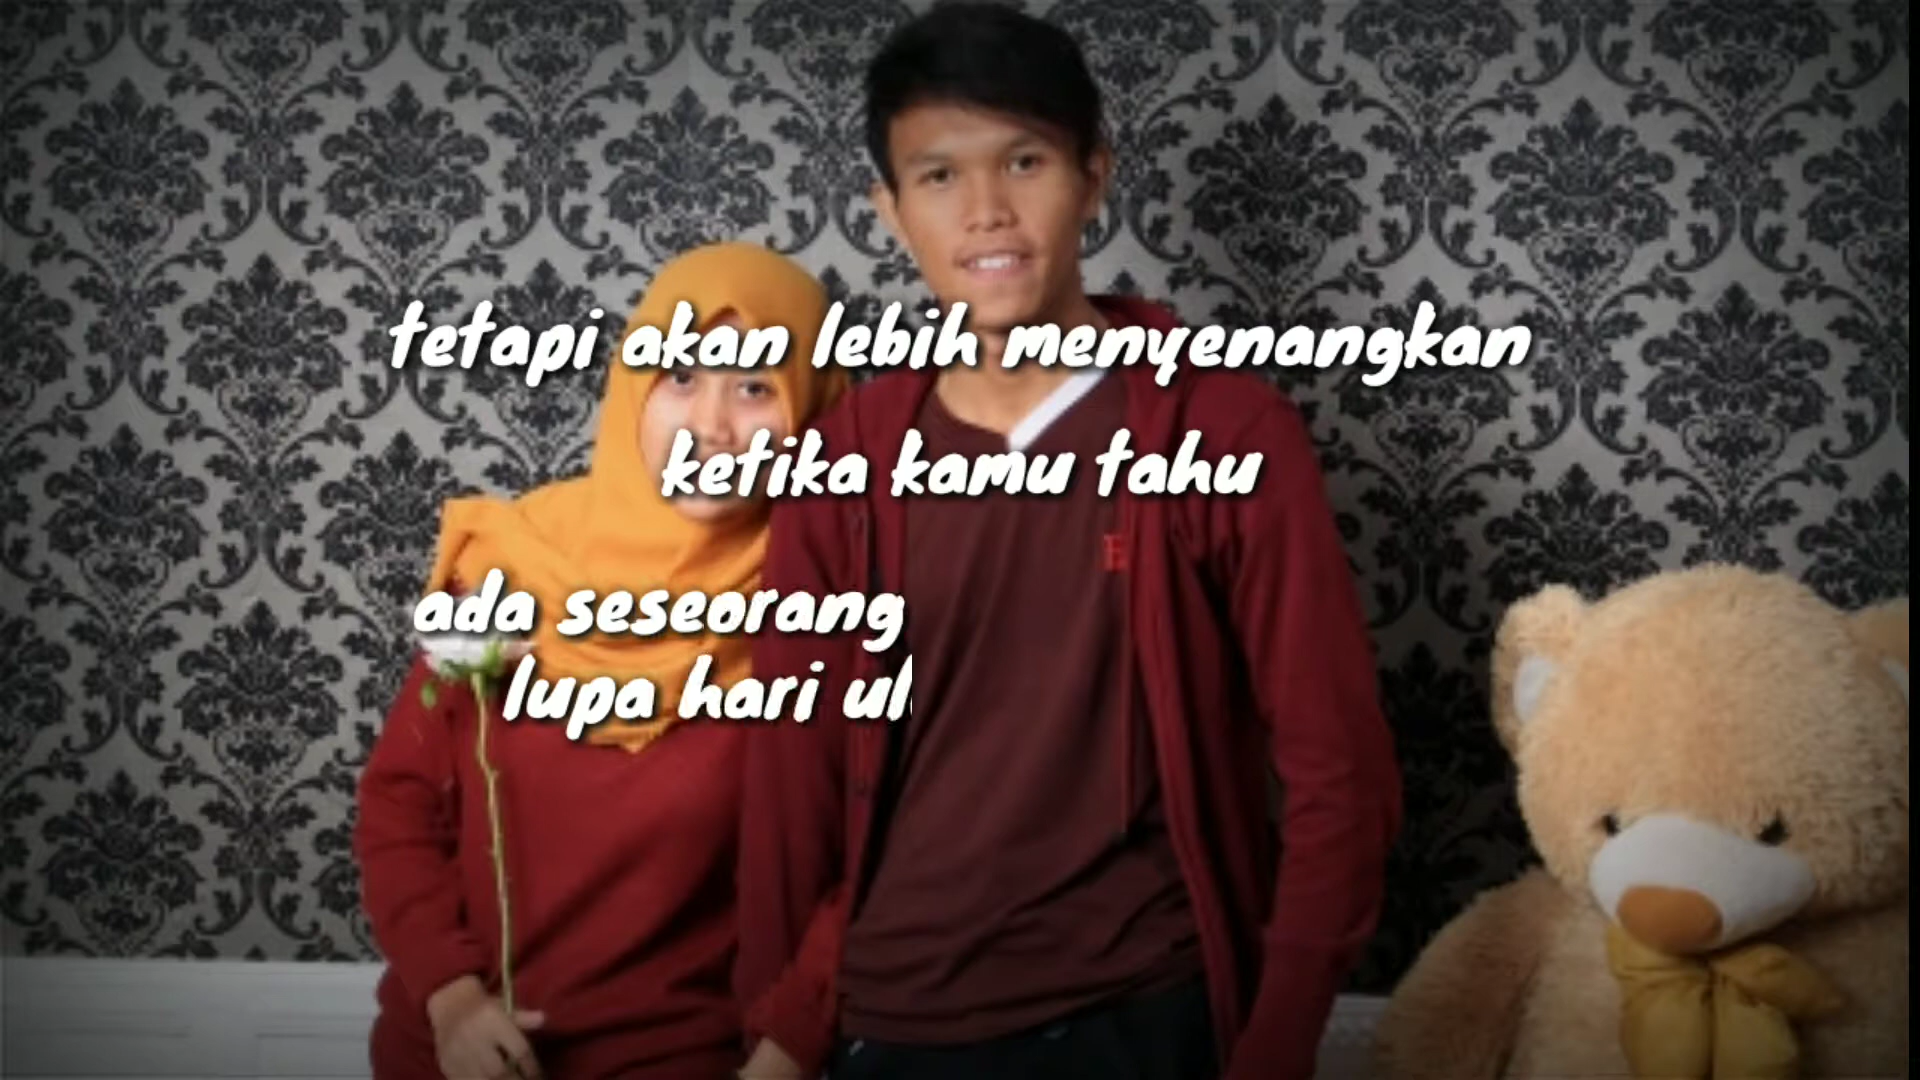 tetapi akan lebih menyenangkan
ketika kamu tahu
ada seseorang
lupa hari
E